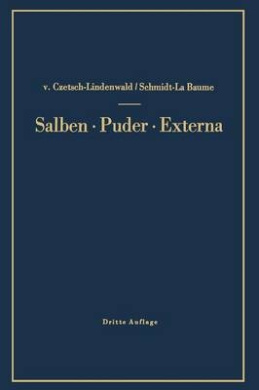 v. Czetsch-Lindenwald/Schmidt-La Baume
Salben · Puder · Externa
Dritte Auflage